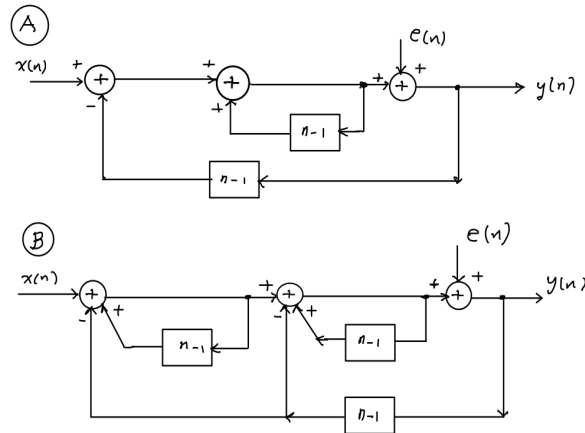 A
e(n)
x(n) + + + + + y(n)
- +
n-1
n-1
B
e(n)
x(n) + + + + + y(n)
- + - +
n-1 n-1
n-1